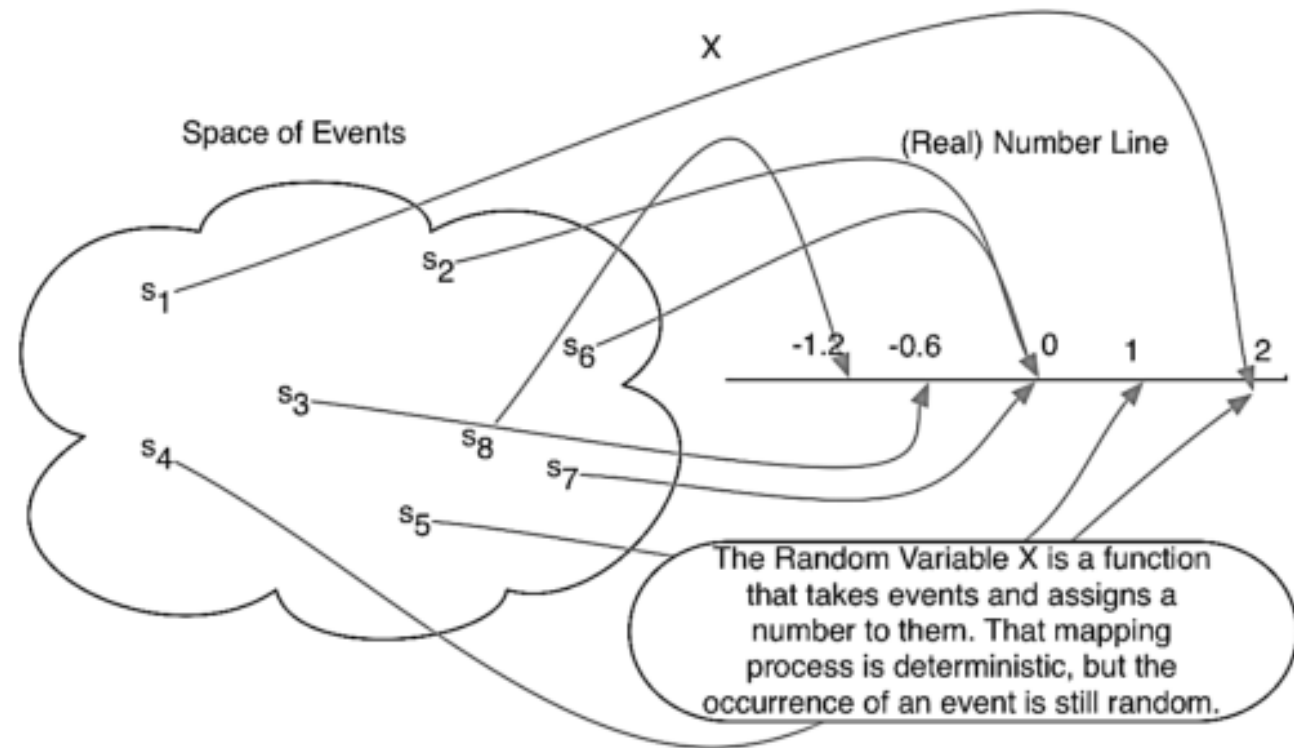 X
Space of Events
(Real) Number Line
s1
s2
s6
s3
s8
s4
s7
s5
-1.2
-0.6
0
1
2
The Random Variable X is a function
that takes events and assigns a
number to them. That mapping
process is deterministic, but the
occurrence of an event is still random.